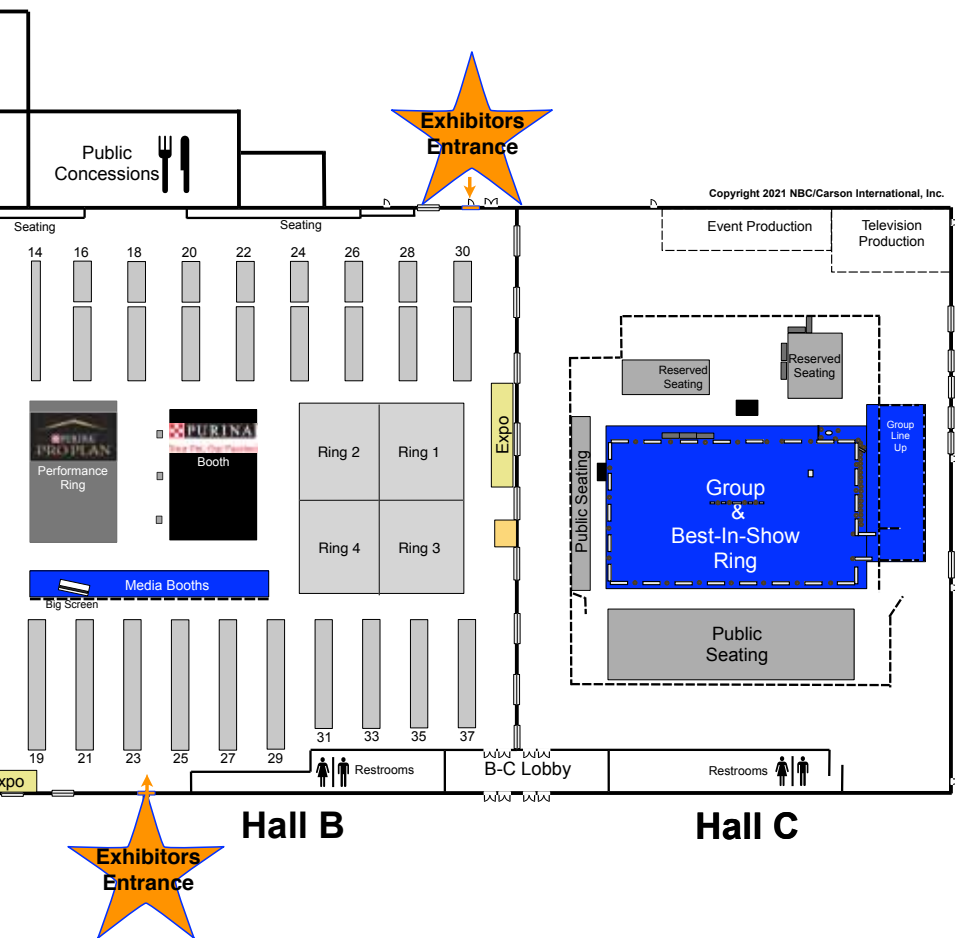 Exhibitors
Entrance
Public
Concessions
Copyright 2021 NBC/Carson International, Inc.
Seating
Seating
Event Production
Television
Production
14
16
18
20
22
24
26
28
30
Reserved
Seating
Reserved
Seating
PURINA
PRO PLAN
Performance
Ring
PURINA
Booth
Ring 2
Ring 1
Ring 4
Ring 3
Expo
Public Seating
Group
&
Best-In-Show
Ring
Group
Line
Up
Media Booths
Big Screen
Public
Seating
19
21
23
25
27
29
31
33
35
37
xpo
Restrooms
B-C Lobby
Restrooms
Hall B
Hall C
Exhibitors
Entrance